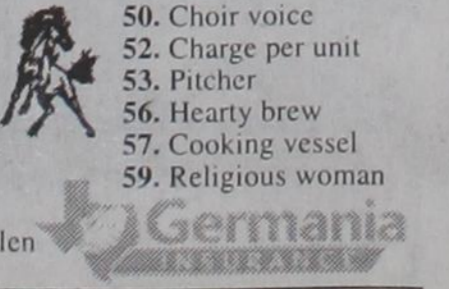 50. Choir voice
52. Charge per unit
53. Pitcher
56. Hearty brew
57. Cooking vessel
59. Religious woman
len
Germania
INSURANCE